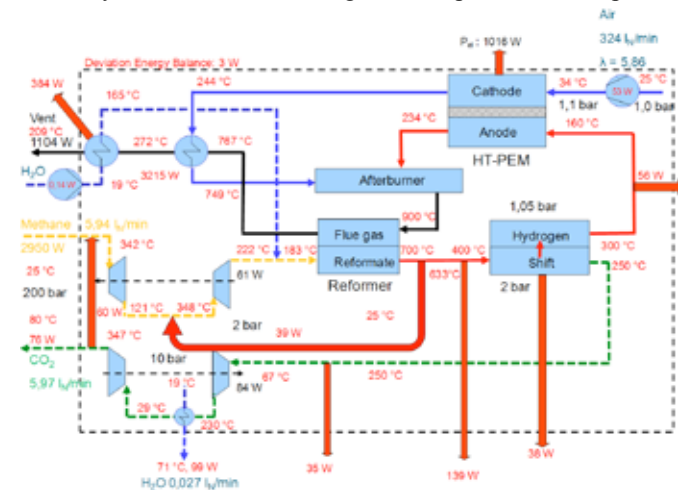 Air
324 lN/min
λ = 5,86
Pel : 1016 W
Deviation Energy Balance: 3 W
384 W
165 °C
244 °C
Cathode
34 °C
25 °C
53 W
1,1 bar
1,0 bar
Vent
209 °C
1104 W
272 °C
767 °C
234 °C
Anode
160 °C
HT-PEM
H₂O
0,14 W
19 °C
3215 W
749 °C
Afterburner
56 W
900 °C
1,05 bar
Methane
5,94 lN/min
2950 W
342 °C
222 °C
183 °C
Flue gas
Reformate
Reformer
700 °C
400 °C
633°C
Hydrogen
Shift
300 °C
250 °C
25 °C
200 bar
60 W
121 °C
348 °C
61 W
2 bar
25 °C
2 bar
80 °C
76 W
CO₂
5,97 lN/min
347 °C
39 W
10 bar
19 °C
67 °C
84 W
250 °C
29 °C
230 °C
71 °C, 99 W
H₂O 0,027 lN/min
35 W
139 W
38 W